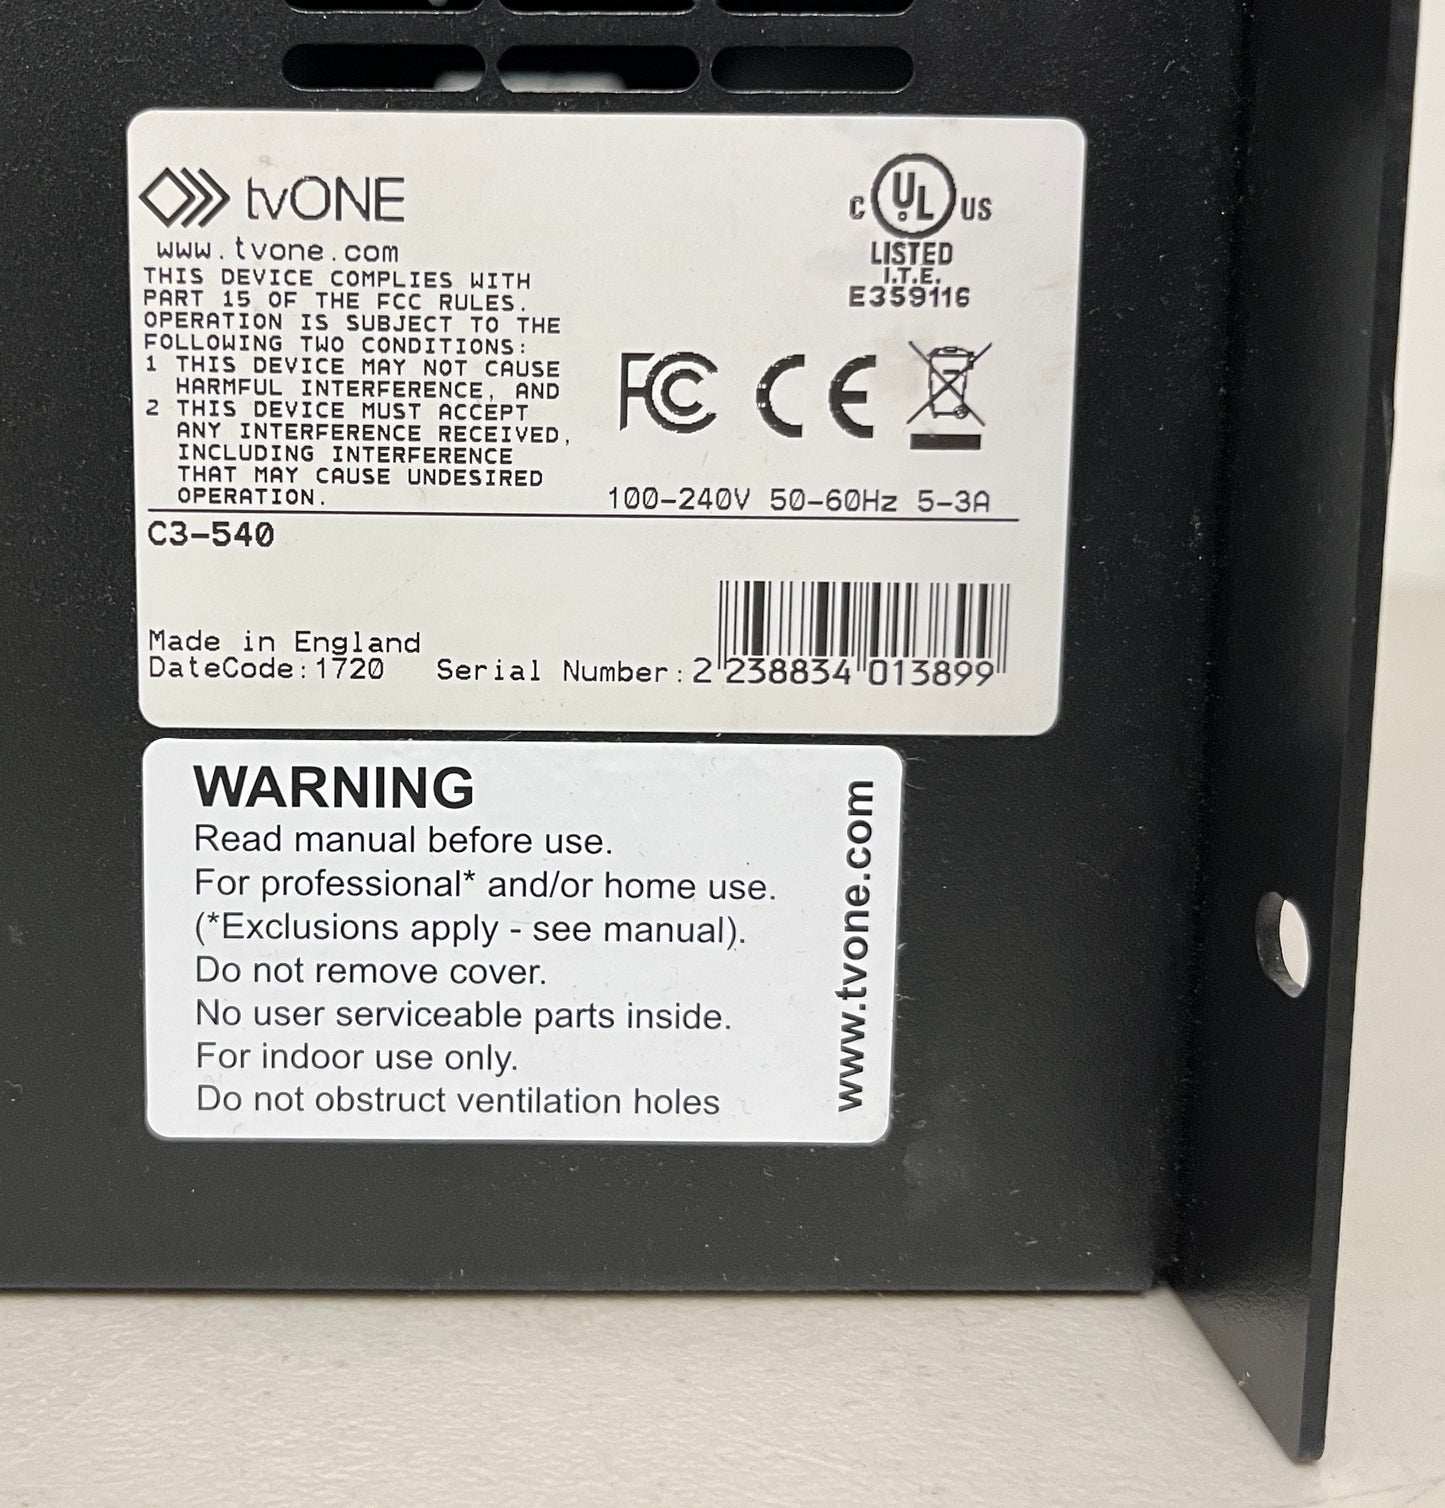 tvONE
www.tvone.com
THIS DEVICE COMPLIES WITH
PART 15 OF THE FCC RULES.
OPERATION IS SUBJECT TO THE
FOLLOWING TWO CONDITIONS:
1 THIS DEVICE MAY NOT CAUSE
HARMFUL INTERFERENCE, AND
2 THIS DEVICE MUST ACCEPT
ANY INTERFERENCE RECEIVED,
INCLUDING INTERFERENCE
THAT MAY CAUSE UNDESIRED
OPERATION.
C UL US
LISTED
I.T.E.
E359116
FC CE
100-240V 50-60Hz 5-3A
C3-540
Made in England
DateCode:1720 Serial Number:2 238834 013899
WARNING
Read manual before use.
For professional* and/or home use.
(*Exclusions apply - see manual).
Do not remove cover.
No user serviceable parts inside.
For indoor use only.
Do not obstruct ventilation holes
www.tvone.com